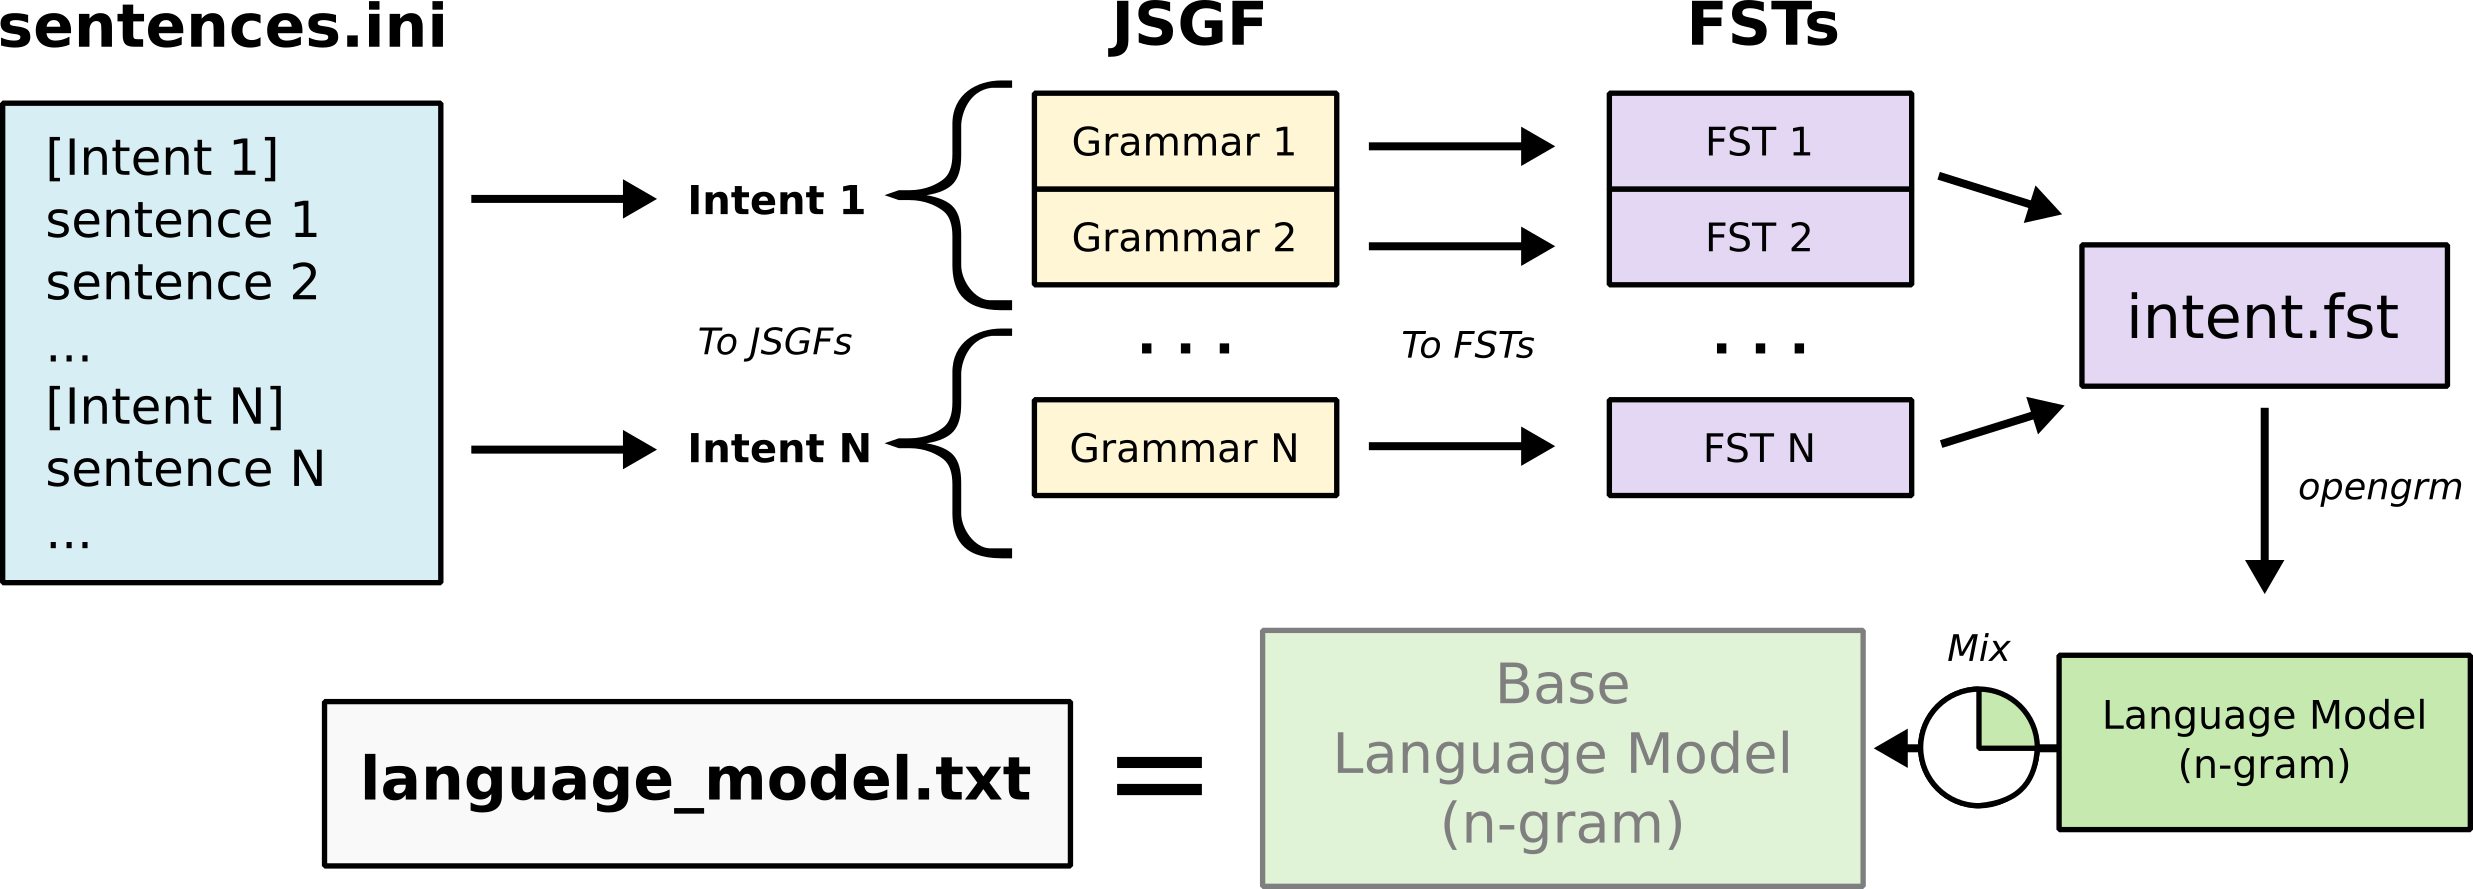 sentences.ini
JSGF
FSTs
[Intent 1]
sentence 1
sentence 2
...
[Intent N]
sentence N
...
Intent 1
To JSGFs
Intent N
Grammar 1
Grammar 2
...
Grammar N
To FSTs
FST 1
FST 2
...
FST N
intent.fst
opengrm
Language Model
(n-gram)
Mix
Base
Language Model
(n-gram)
=
language_model.txt